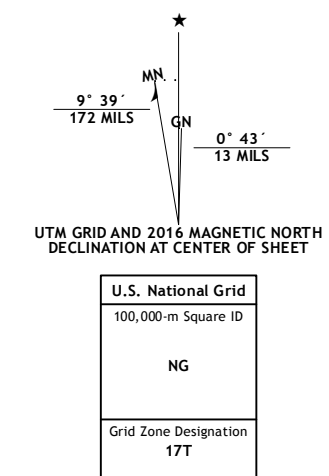 ★
MN
9° 39´
172 MILS
GN
0° 43´
13 MILS
UTM GRID AND 2016 MAGNETIC NORTH
DECLINATION AT CENTER OF SHEET
U.S. National Grid
100,000-m Square ID
NG
Grid Zone Designation
17T